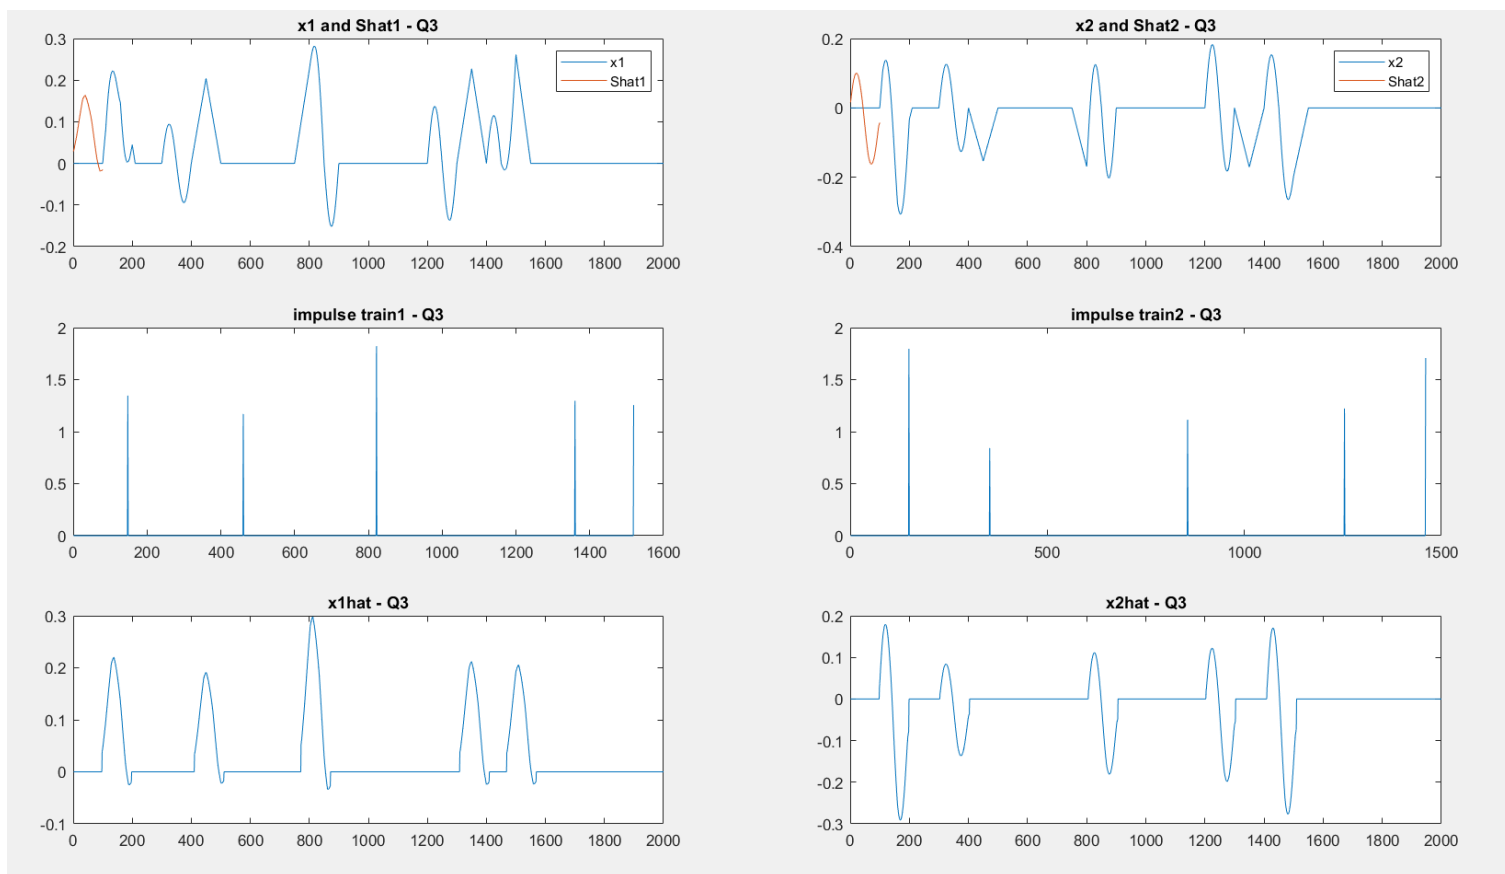 x1 and Shat1 - Q3
0.3
0.2
0.1
0
-0.1
-0.2
x1
Shat1
0 200 400 600 800 1000 1200 1400 1600 1800 2000
x2 and Shat2 - Q3
0.2
0
-0.2
-0.4
x2
Shat2
0 200 400 600 800 1000 1200 1400 1600 1800 2000
impulse train1 - Q3
2
1.5
1
0.5
0
0 200 400 600 800 1000 1200 1400 1600
impulse train2 - Q3
2
1.5
1
0.5
0
0 500 1000 1500
x1hat - Q3
0.3
0.2
0.1
0
-0.1
0 200 400 600 800 1000 1200 1400 1600 1800 2000
x2hat - Q3
0.2
0.1
0
-0.1
-0.2
-0.3
0 200 400 600 800 1000 1200 1400 1600 1800 2000